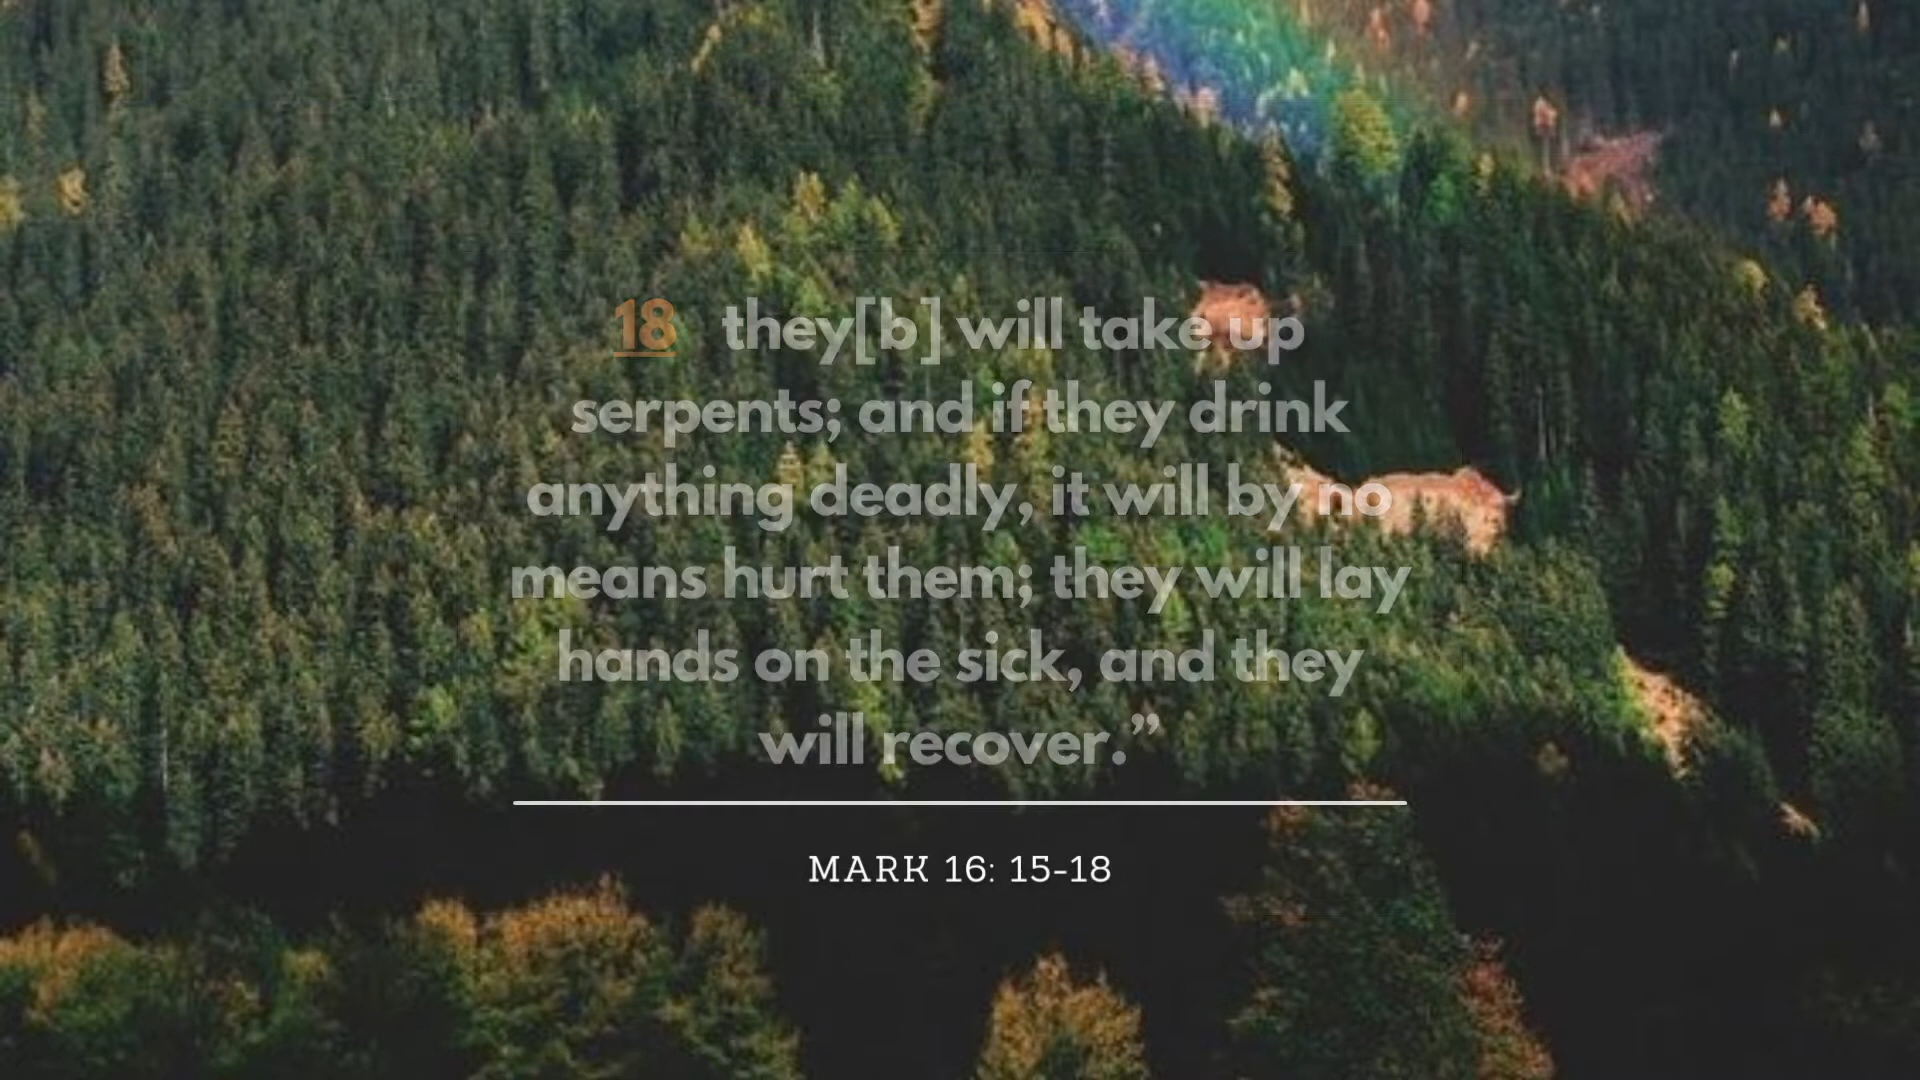 18 they[b] will take up
serpents; and if they drink
anything deadly, it will by no
means hurt them; they will lay
hands on the sick, and they
will recover.”
MARK 16: 15-18